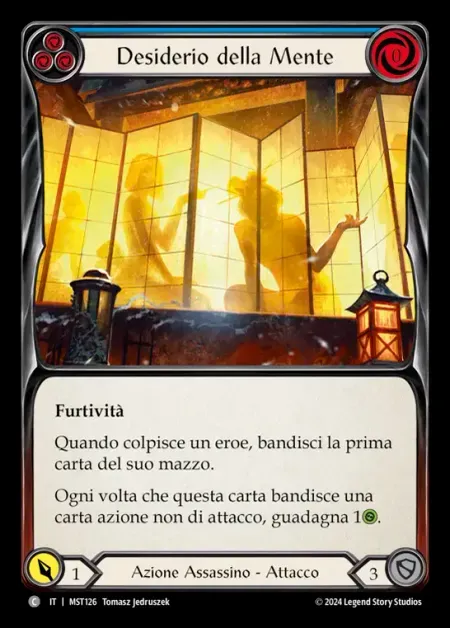 Desiderio della Mente
0
Furtività
Quando colpisce un eroe, bandisci la prima
carta del suo mazzo.
Ogni volta che questa carta bandisce una
carta azione non di attacco, guadagna 1.
1
Azione Assassino - Attacco
3
C IT | MST126 Tomasz Jedruszek
© 2024 Legend Story Studios